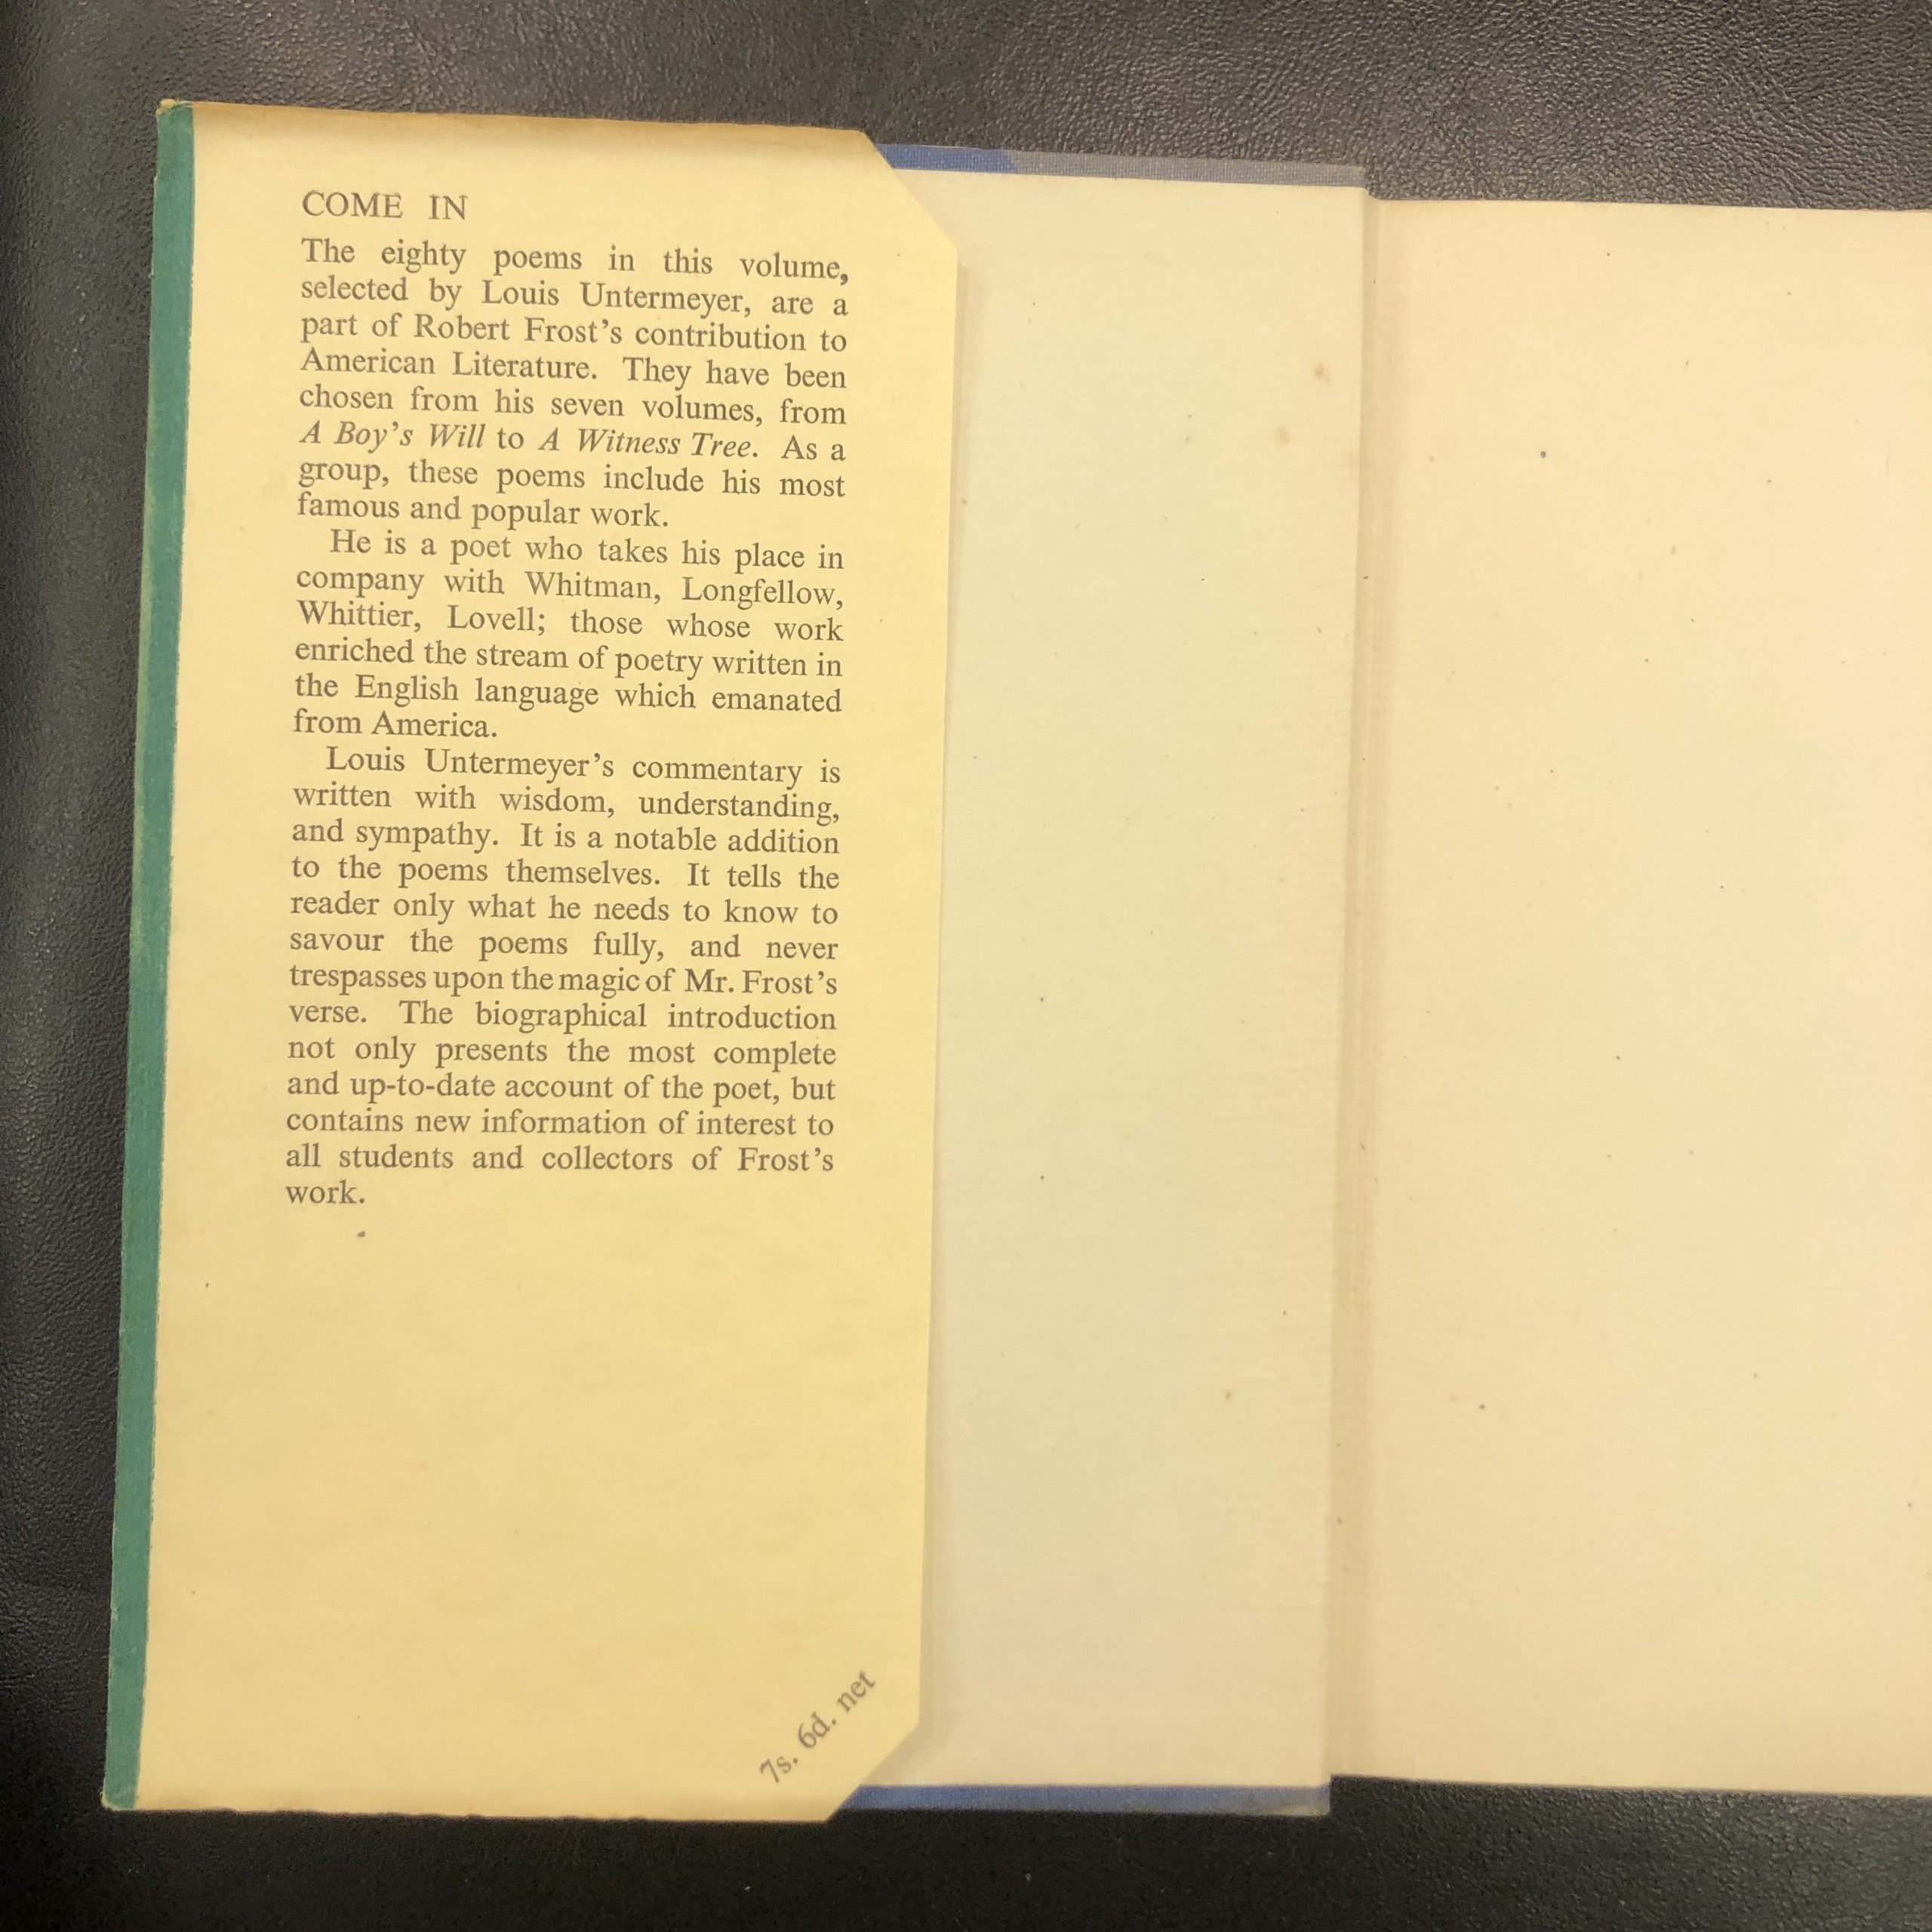 COME IN
The eighty poems in this volume,
selected by Louis Untermeyer, are a
part of Robert Frost's contribution to
American Literature. They have been
chosen from his seven volumes, from
A Boy's Will to A Witness Tree. As a
group, these poems include his most
famous and popular work.
He is a poet who takes his place in
company with Whitman, Longfellow,
Whittier, Lovell; those whose work
enriched the stream of poetry written in
the English language which emanated
from America.
Louis Untermeyer's commentary is
written with wisdom, understanding,
and sympathy. It is a notable addition
to the poems themselves. It tells the
reader only what he needs to know to
savour the poems fully, and never
trespasses upon the magic of Mr. Frost's
verse. The biographical introduction
not only presents the most complete
and up-to-date account of the poet, but
contains new information of interest to
all students and collectors of Frost's
work.
7s. 6d. net